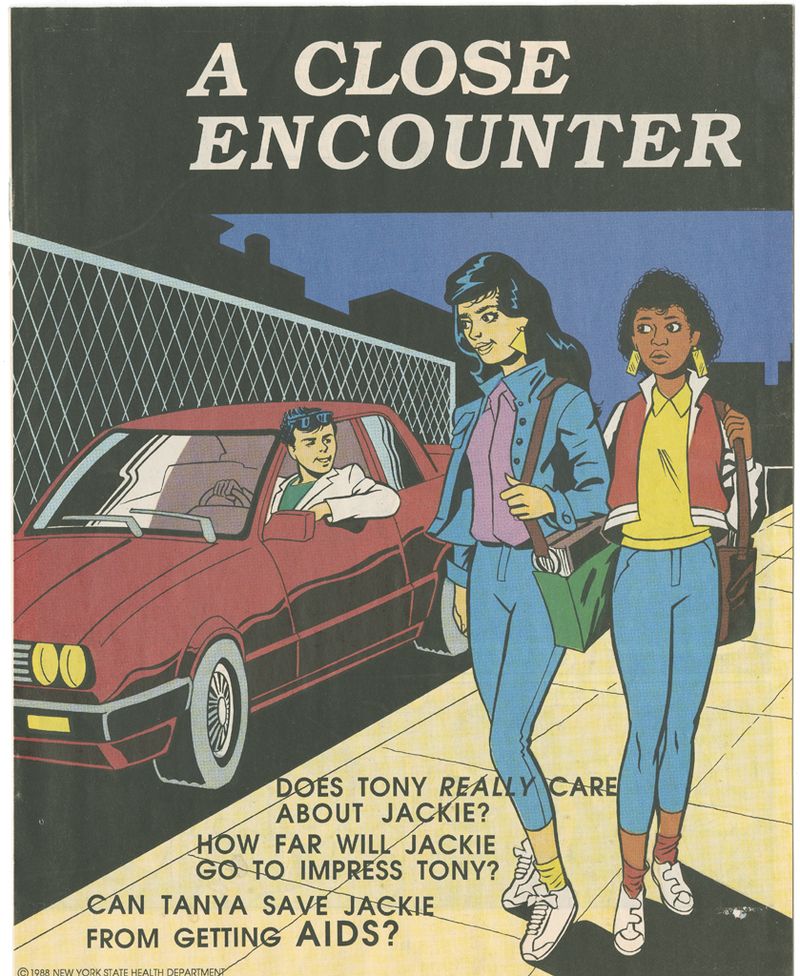 A CLOSE
ENCOUNTER
DOES TONY REALLY CARE
ABOUT JACKIE?
HOW FAR WILL JACKIE
GO TO IMPRESS TONY?
CAN TANYA SAVE JACKIE
FROM GETTING AIDS?
© 1988 NEW YORK STATE HEALTH DEPARTMENT